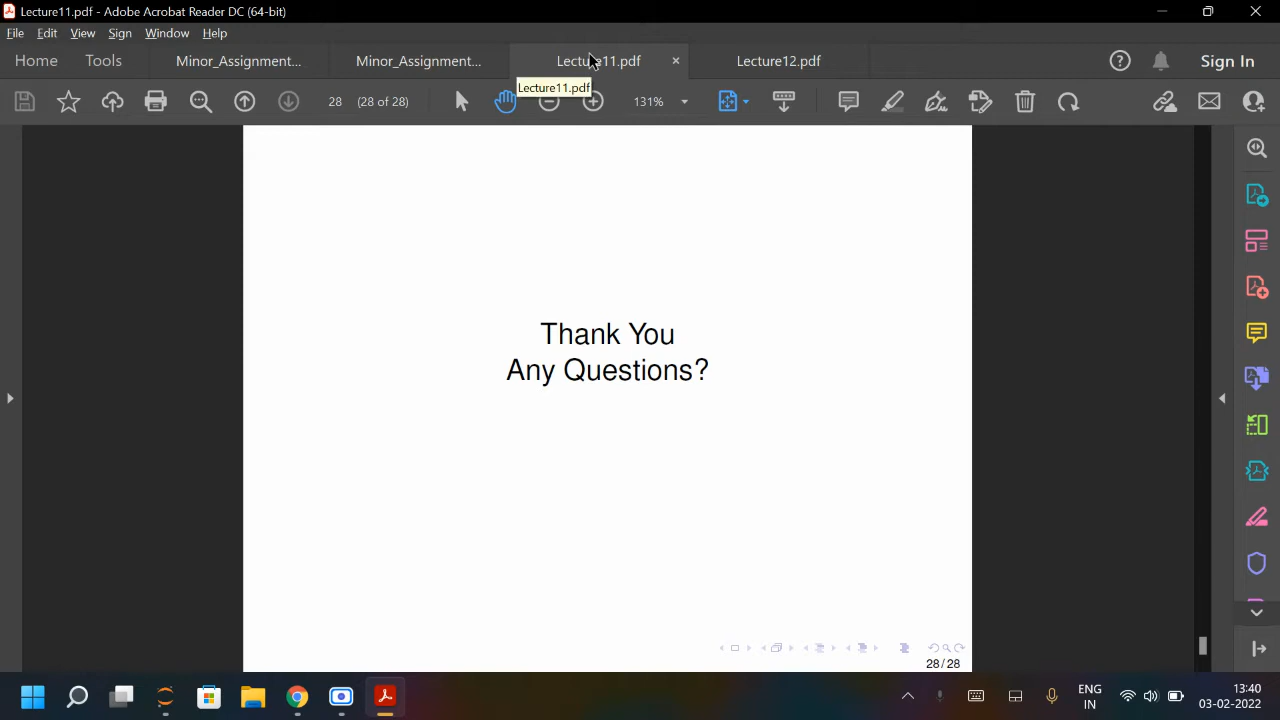 Lecture11.pdf - Adobe Acrobat Reader DC (64-bit)
File Edit View Sign Window Help
Home Tools Minor_Assignment... Minor_Assignment... Lecture11.pdf × Lecture12.pdf Sign In
Lecture11.pdf
28 (28 of 28) 131%
Thank You
Any Questions?
28/28
ENG
IN
13:40
03-02-2022